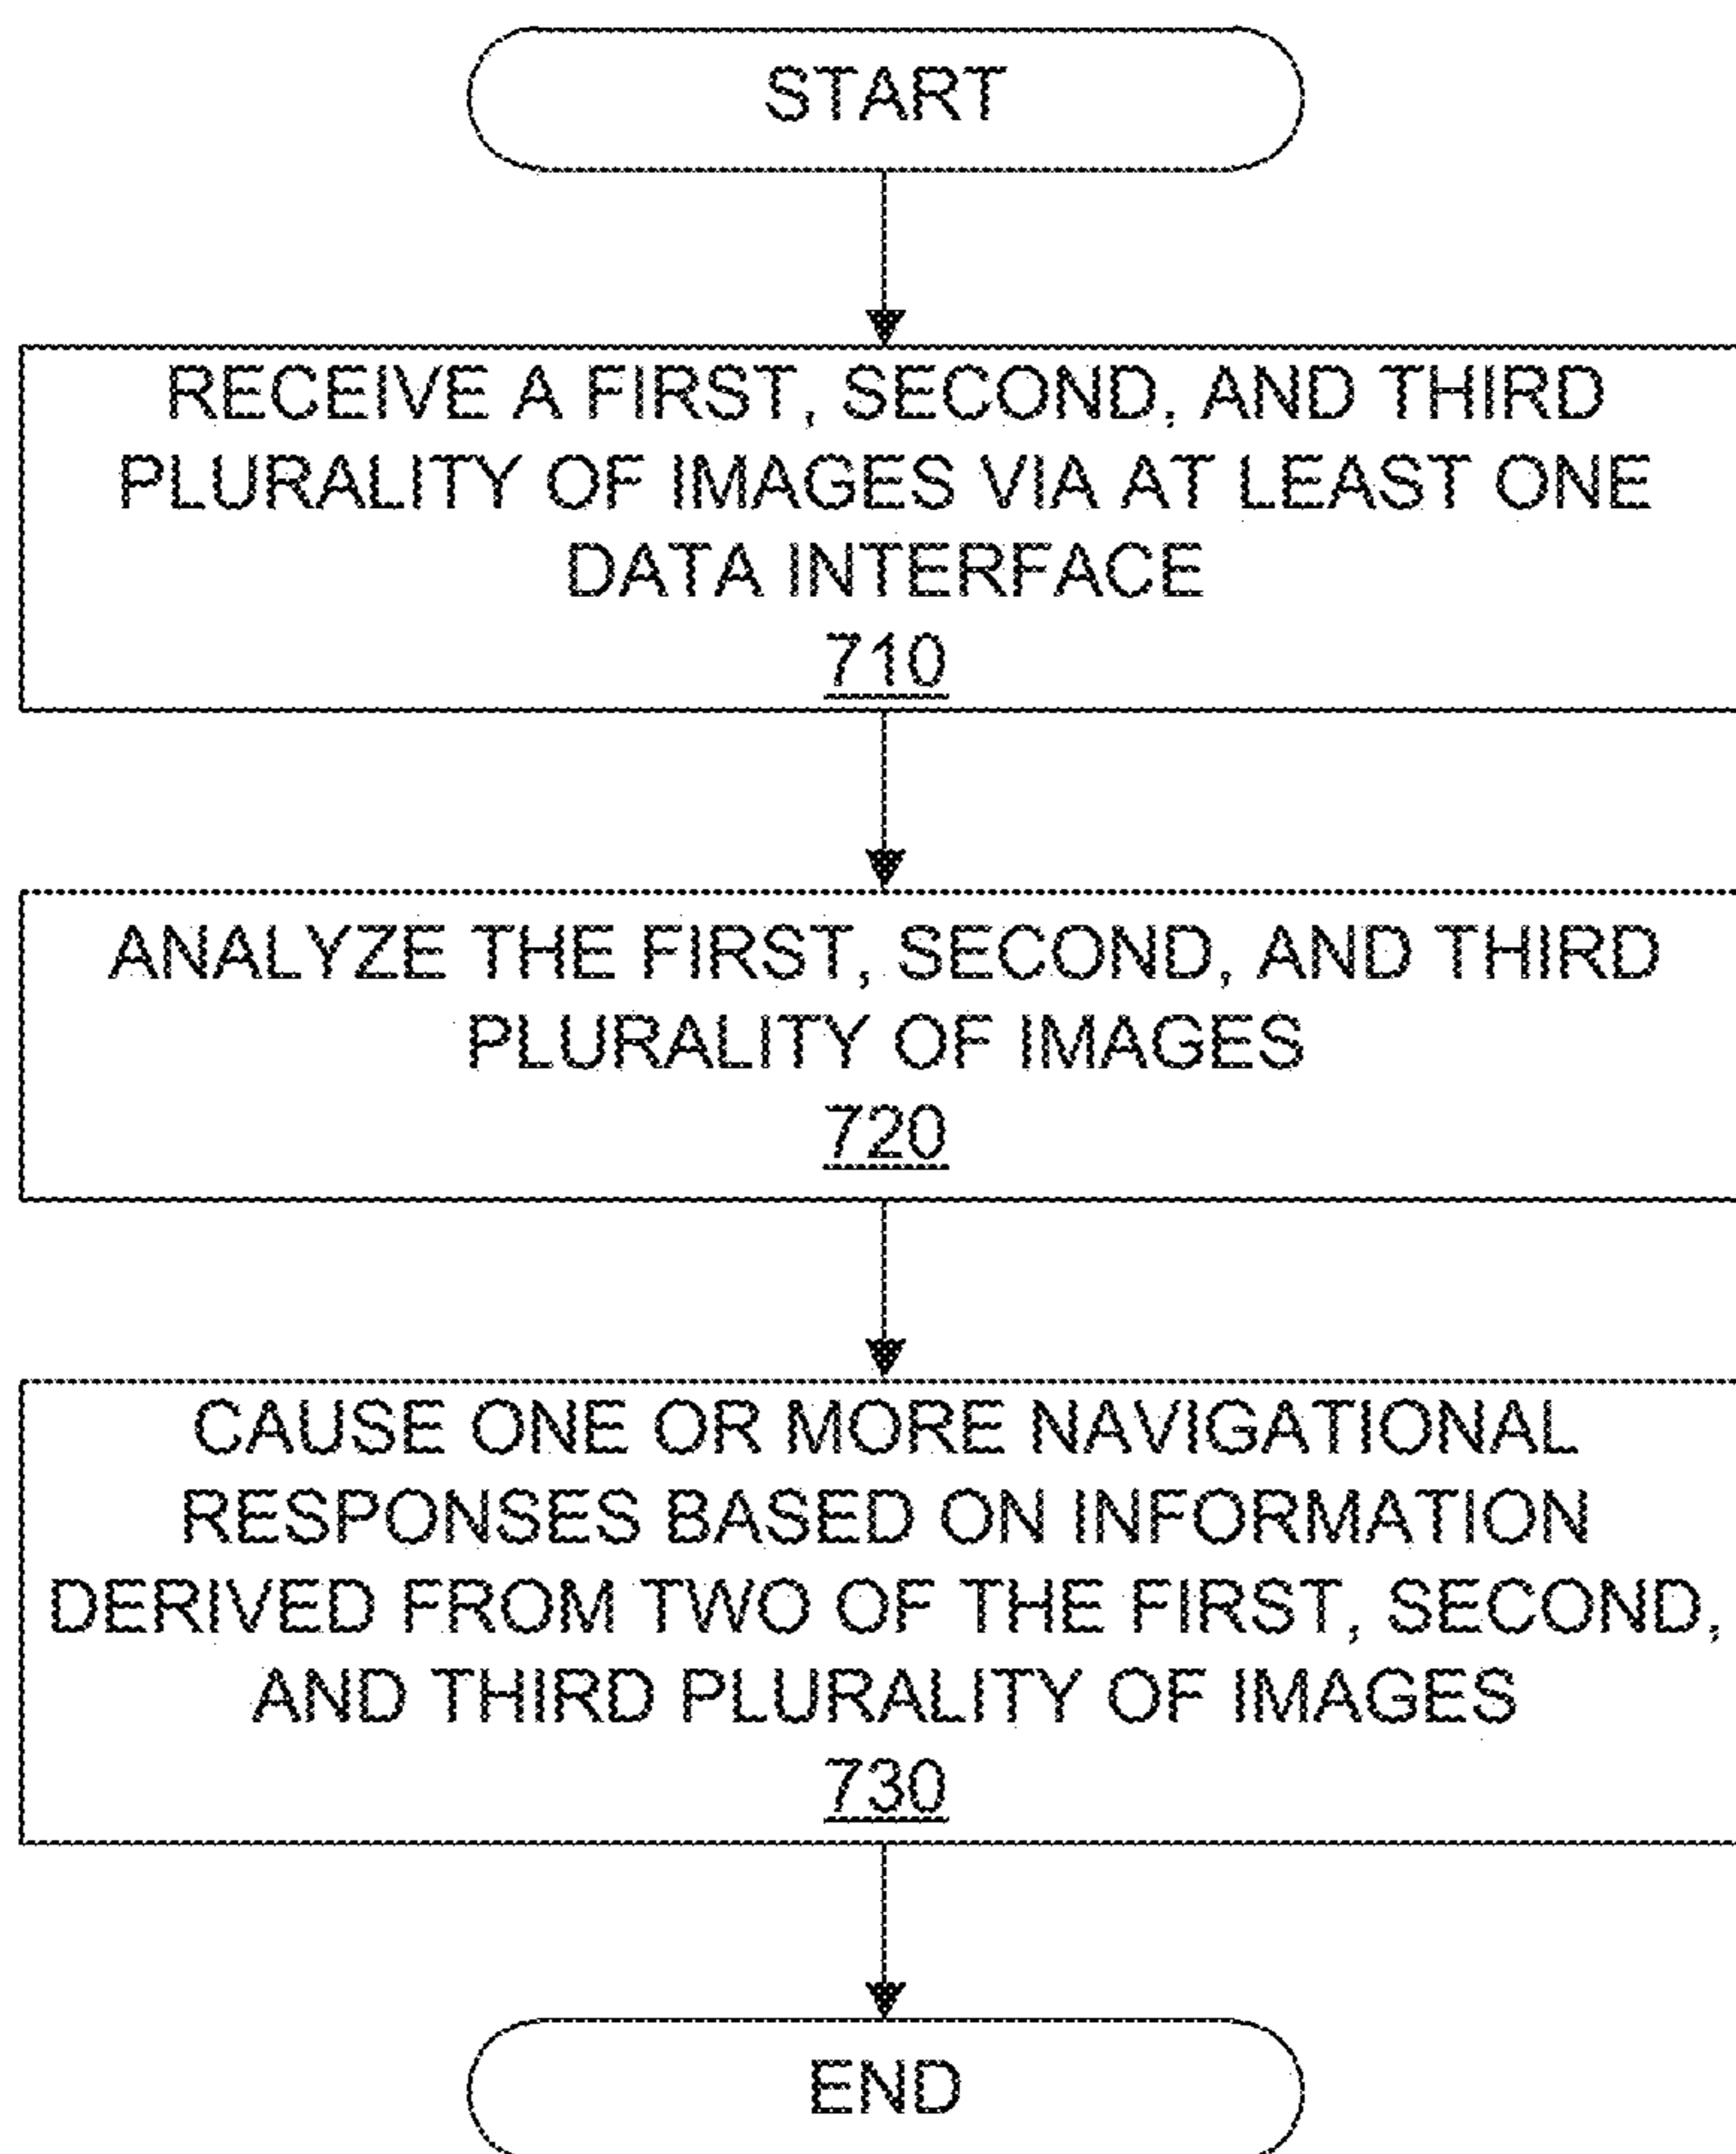 START
RECEIVE A FIRST, SECOND, AND THIRD
PLURALITY OF IMAGES VIA AT LEAST ONE
DATA INTERFACE
710
ANALYZE THE FIRST, SECOND, AND THIRD
PLURALITY OF IMAGES
720
CAUSE ONE OR MORE NAVIGATIONAL
RESPONSES BASED ON INFORMATION
DERIVED FROM TWO OF THE FIRST, SECOND,
AND THIRD PLURALITY OF IMAGES
730
END